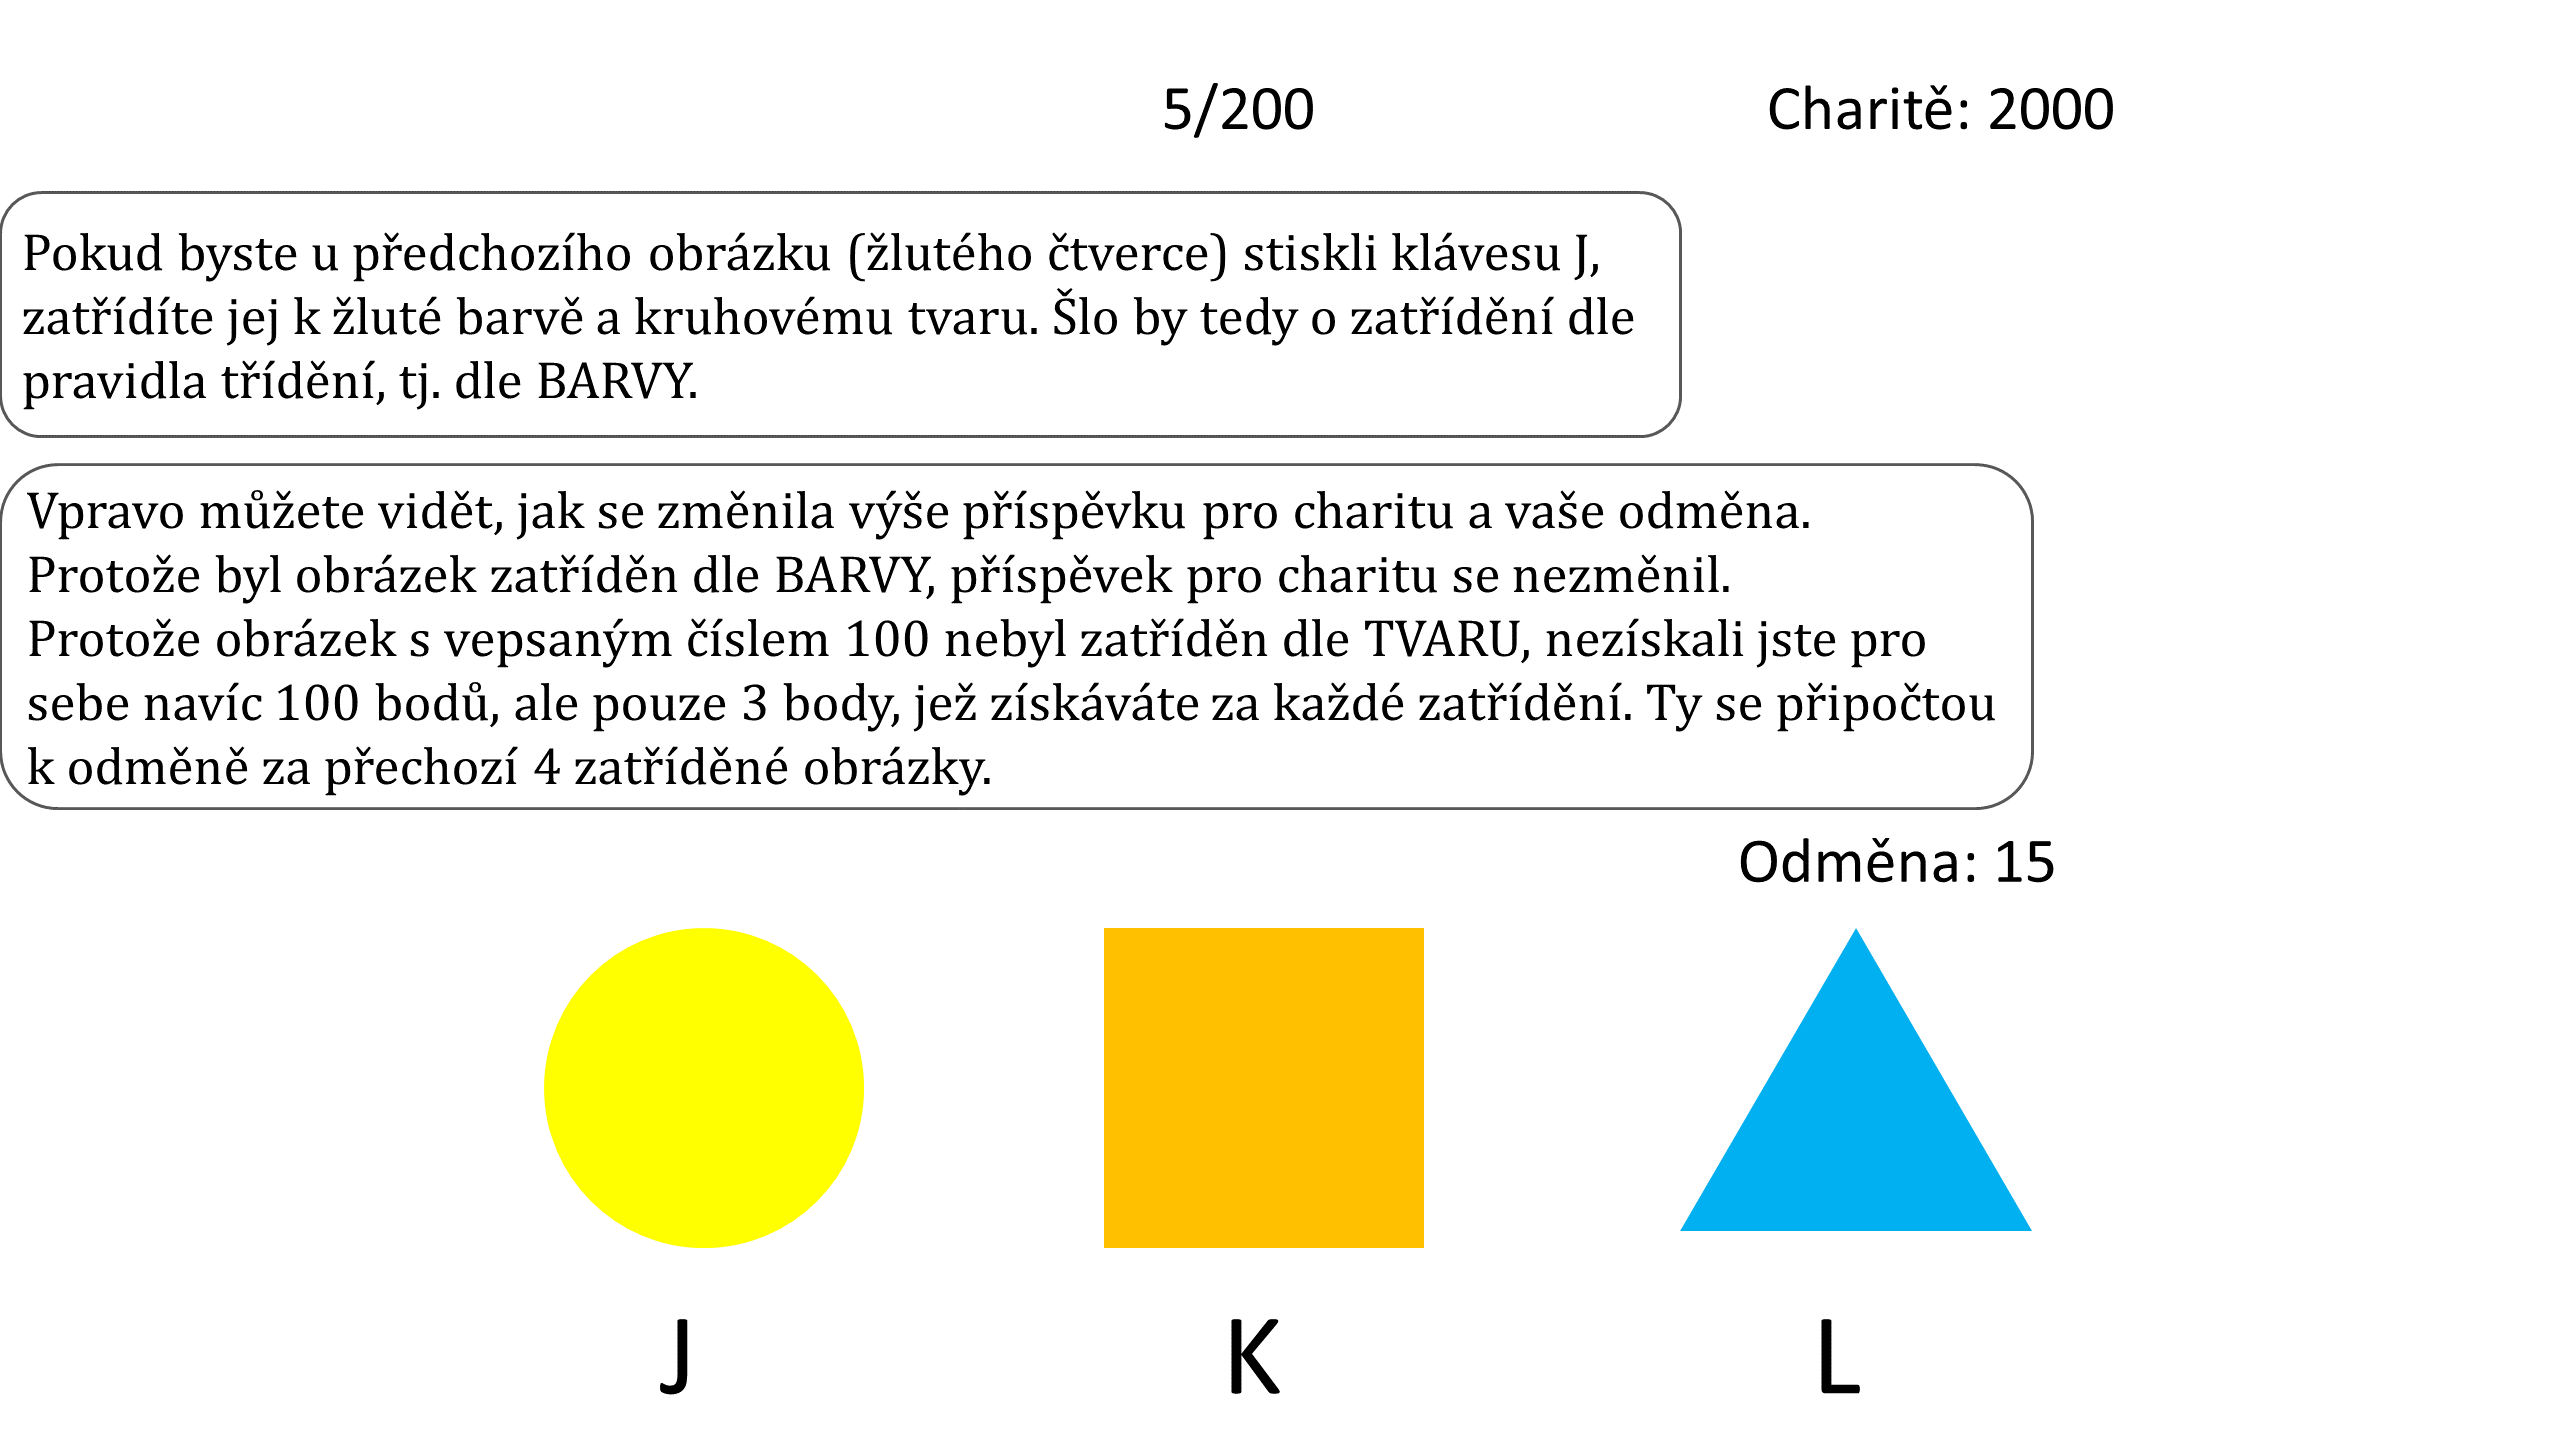 5/200
Charitě: 2000
Pokud byste u předchozího obrázku (žlutého čtverce) stiskli klávesu J,
zatřídíte jej k žluté barvě a kruhovému tvaru. Šlo by tedy o zatřídění dle
pravidla třídění, tj. dle BARVY.
Vpravo můžete vidět, jak se změnila výše příspěvku pro charitu a vaše odměna.
Protože byl obrázek zatříděn dle BARVY, příspěvek pro charitu se nezměnil.
Protože obrázek s vepsaným číslem 100 nebyl zatříděn dle TVARU, nezískali jste pro
sebe navíc 100 bodů, ale pouze 3 body, jež získáváte za každé zatřídění. Ty se připočtou
k odměně za přechozí 4 zatříděné obrázky.
Odměna: 15
J
K
L